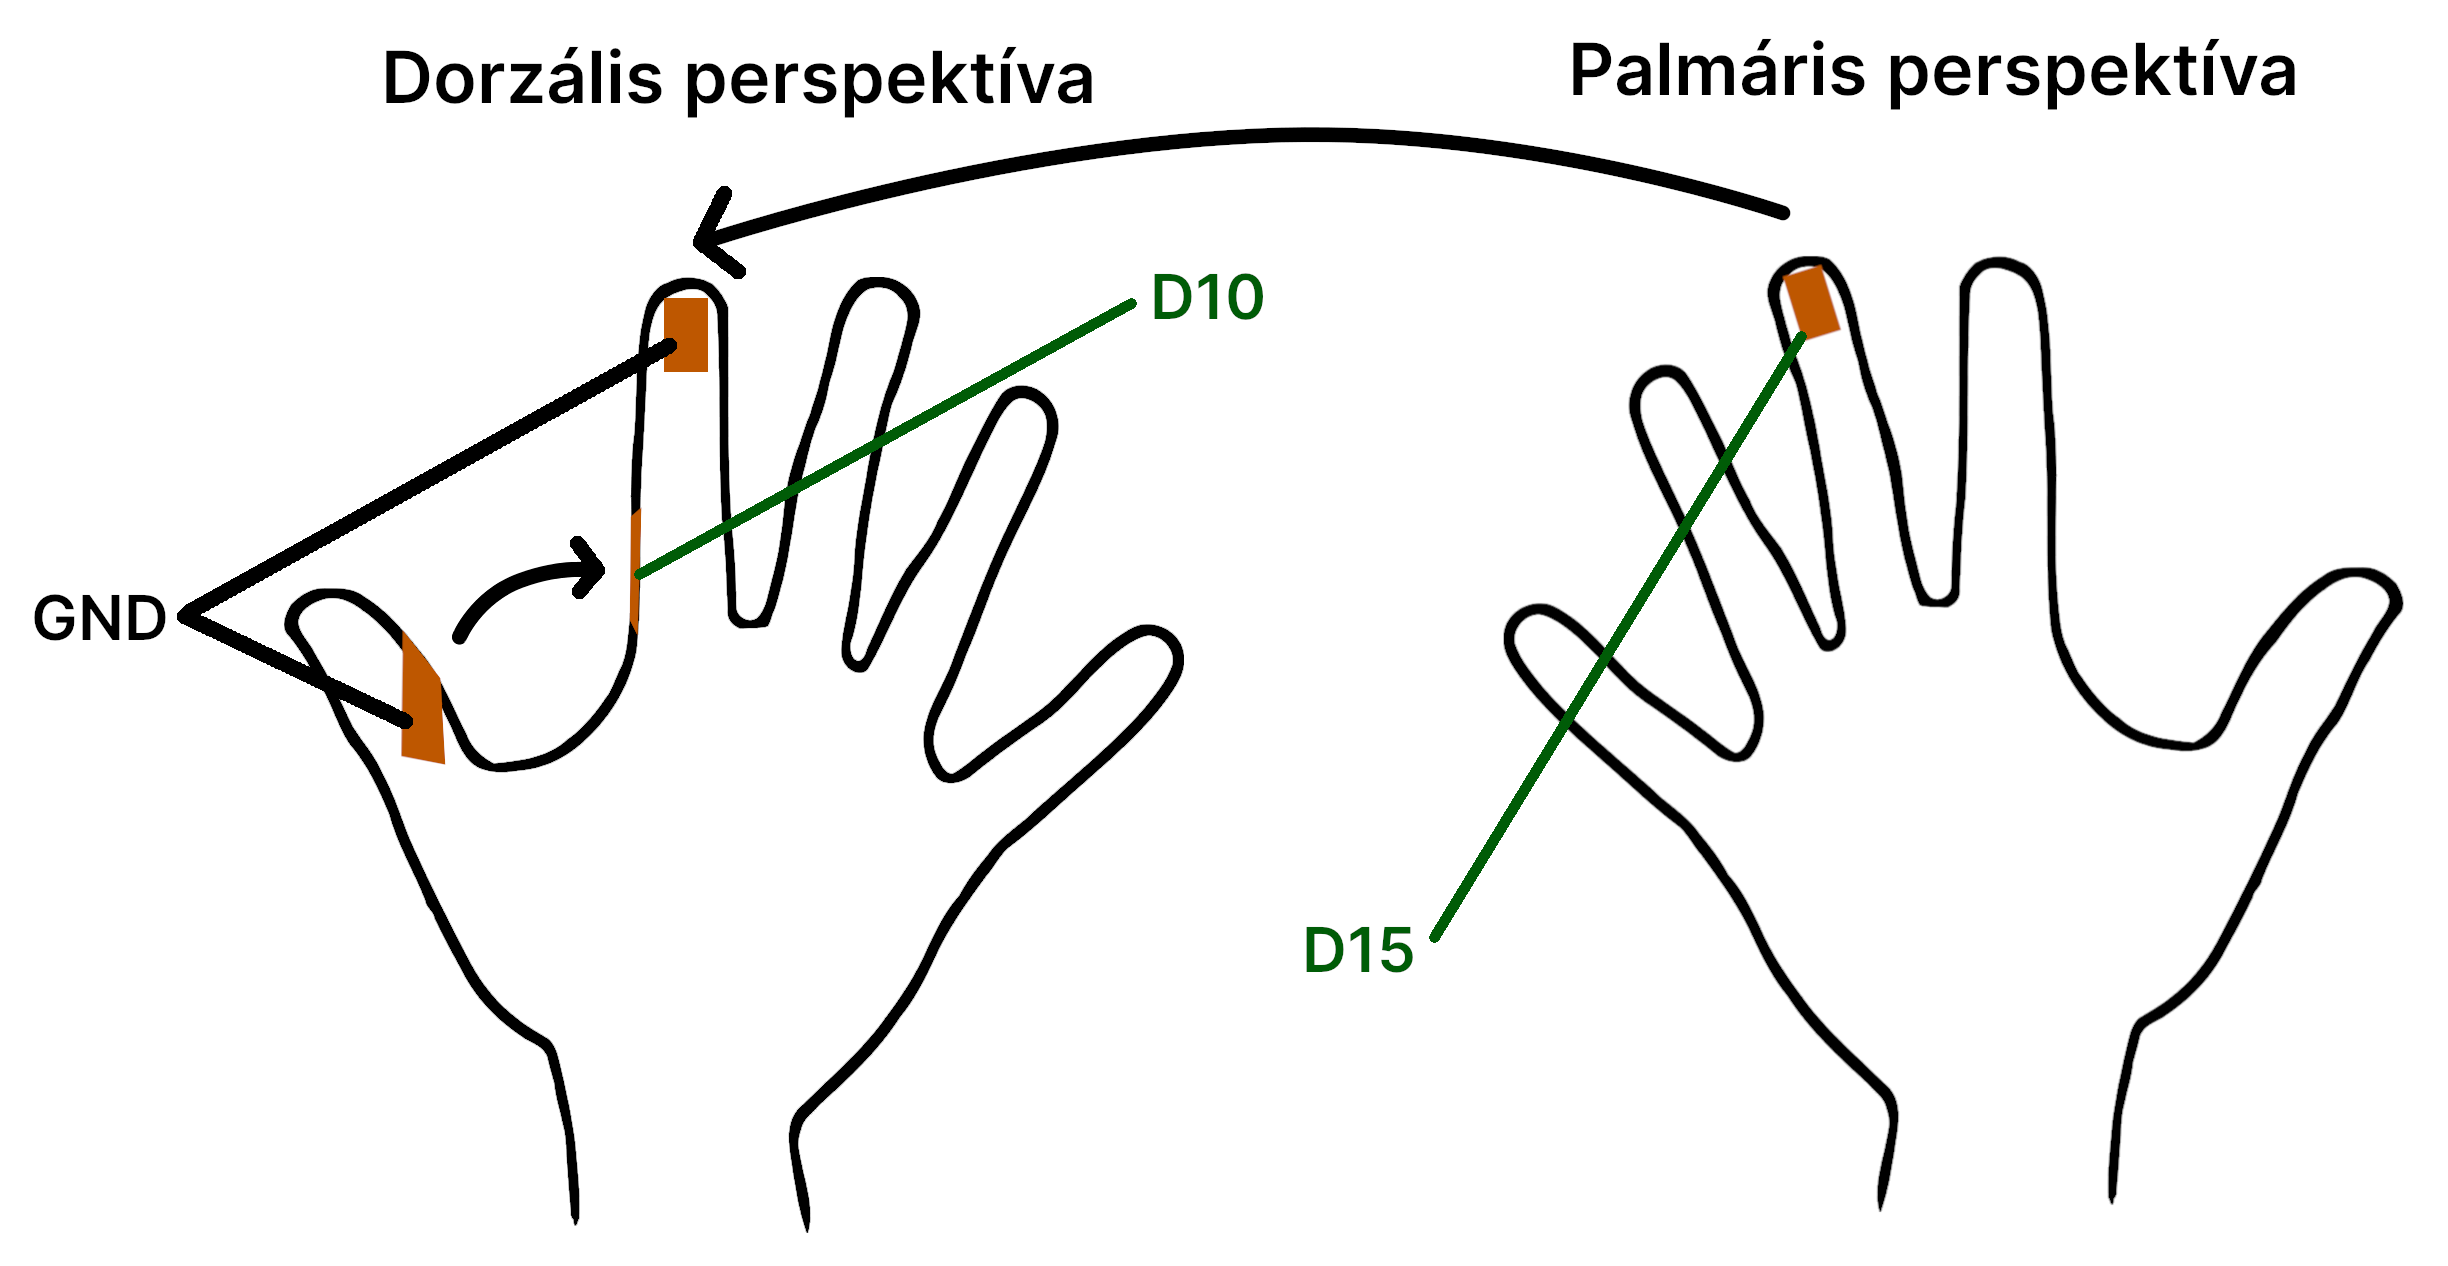 Dorzális perspektíva
Palmáris perspektíva
D10
GND
D15